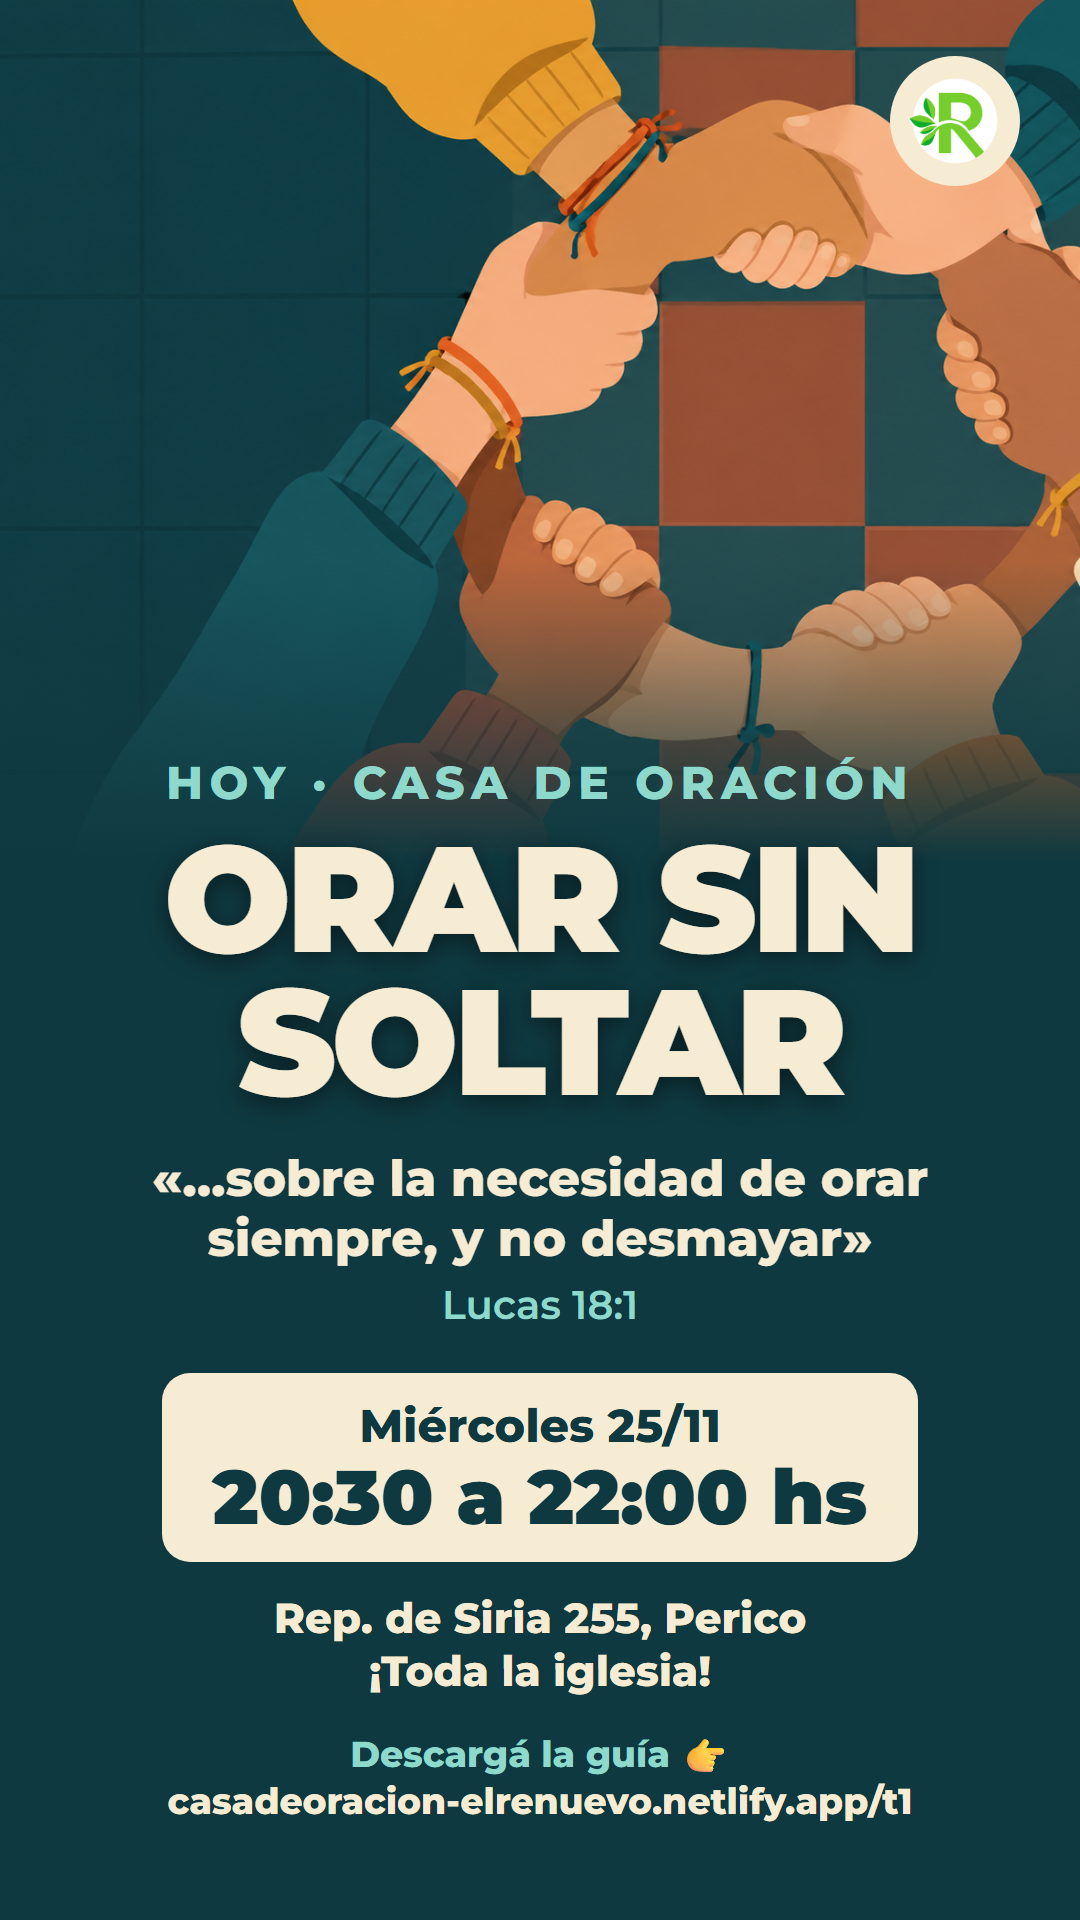 R
HOY • CASA DE ORACIÓN
ORAR SIN
SOLTAR
«...sobre la necesidad de orar
siempre, y no desmayar»
Lucas 18:1
Miércoles 25/11
20:30 a 22:00 hs
Rep. de Siria 255, Perico
¡Toda la iglesia!
Descargá la guía 👉
casadeoracion-elrenuevo.netlify.app/t1